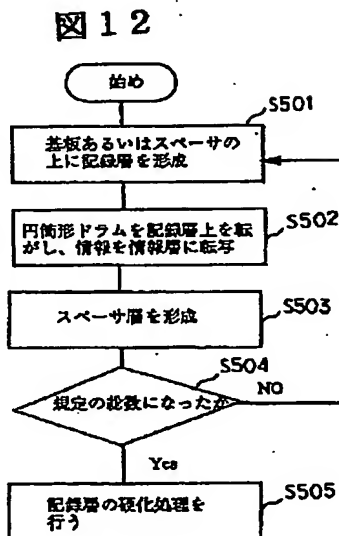 図12
始め
S501
基板あるいはスペーサの
上に記録層を形成
S502
円筒形ドラムを記録層上を転
がし、情報を情報層に転写
S503
スペーサ層を形成
S504
規定の総数になったか
NO
Yes
S505
記録層の硬化処理を
行う